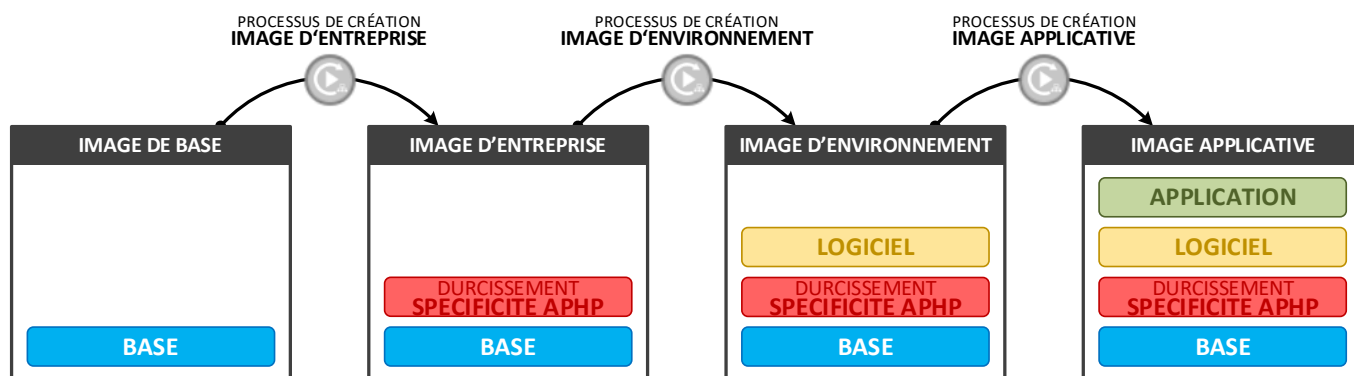 PROCESSUS DE CRÉATION
IMAGE D'ENTREPRISE
PROCESSUS DE CRÉATION
IMAGE D'ENVIRONNEMENT
PROCESSUS DE CRÉATION
IMAGE APPLICATIVE
IMAGE DE BASE
BASE
IMAGE D'ENTREPRISE
DURCISSEMENT
SPECIFICITE APHP
BASE
IMAGE D'ENVIRONNEMENT
LOGICIEL
DURCISSEMENT
SPECIFICITE APHP
BASE
IMAGE APPLICATIVE
APPLICATION
LOGICIEL
DURCISSEMENT
SPECIFICITE APHP
BASE